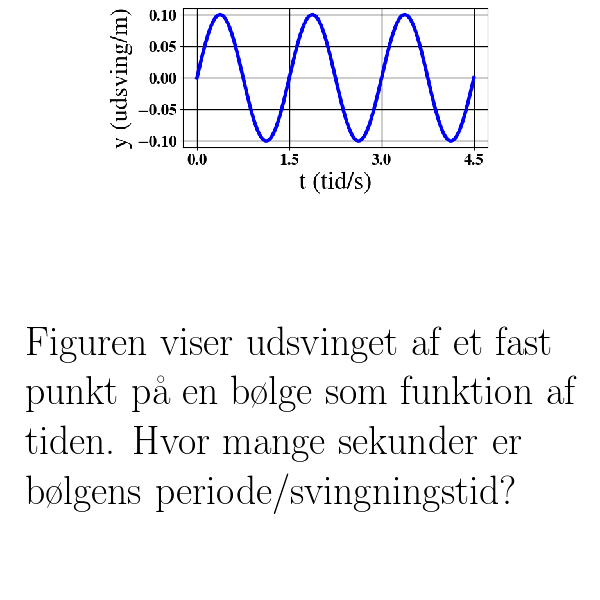 0.10
0.05
0.00
−0.05
−0.10
y (udsving/m)
0.0 1.5 3.0 4.5
t (tid/s)
Figuren viser udsvinget af et fast
punkt på en bølge som funktion af
tiden. Hvor mange sekunder er
bølgens periode/svingningstid?